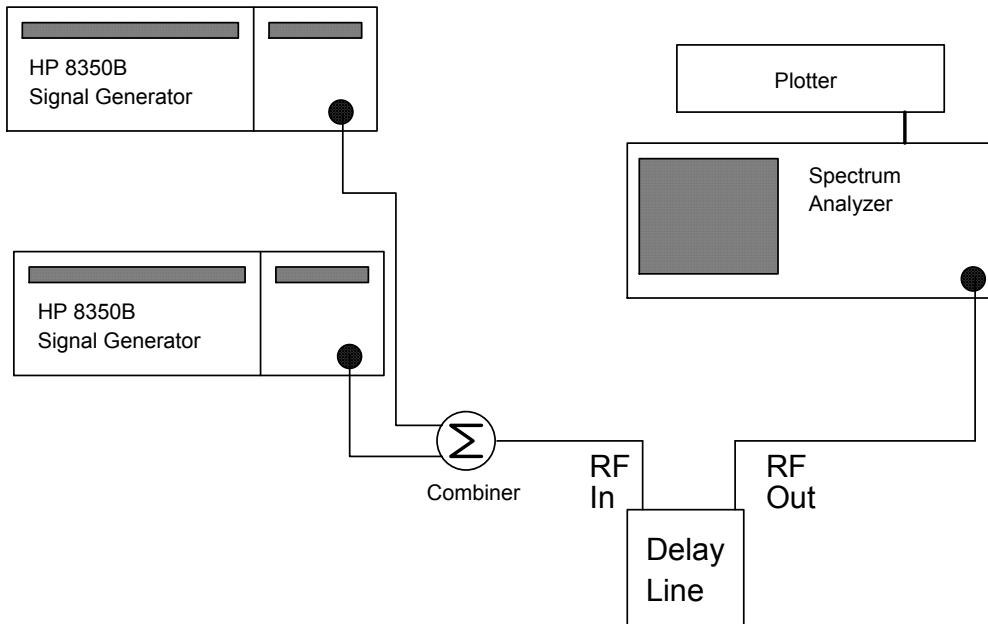 HP 8350B
Signal Generator
Plotter
Spectrum
Analyzer
HP 8350B
Signal Generator
Σ
Combiner
RF
In
RF
Out
Delay
Line